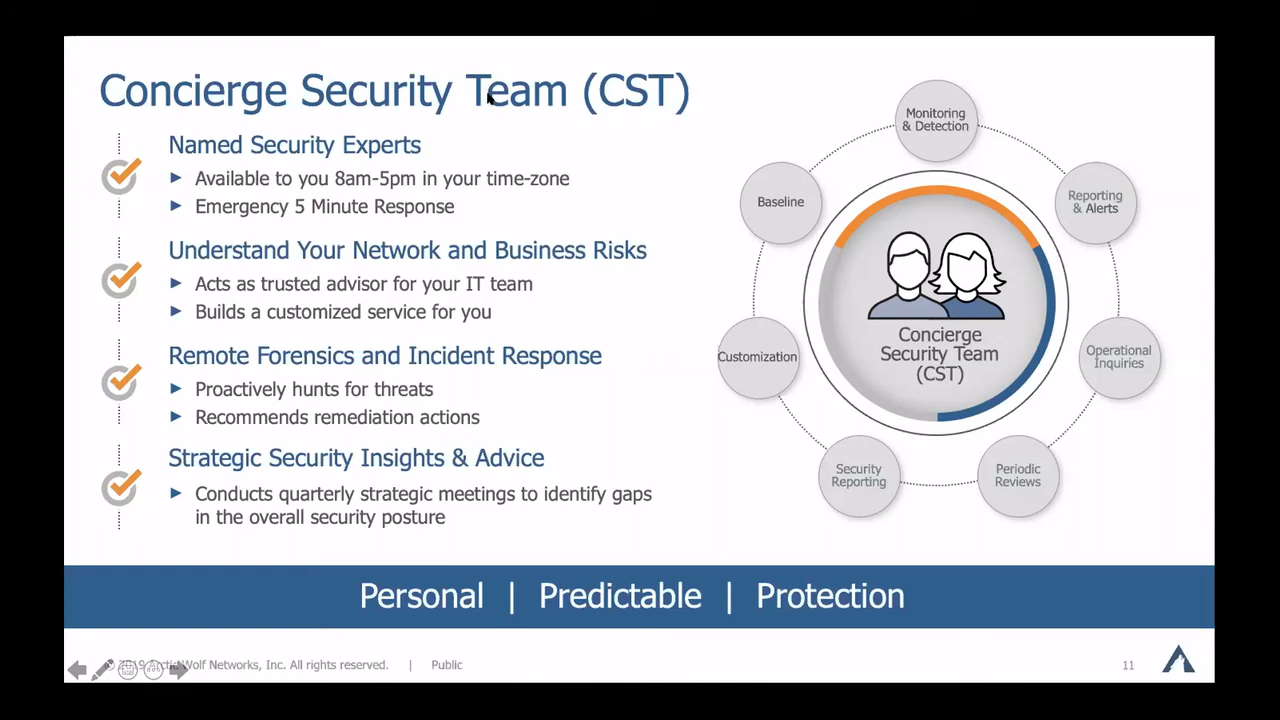 Concierge Security Team (CST)
Named Security Experts
Available to you 8am-5pm in your time-zone
Emergency 5 Minute Response
Understand Your Network and Business Risks
Acts as trusted advisor for your IT team
Builds a customized service for you
Remote Forensics and Incident Response
Proactively hunts for threats
Recommends remediation actions
Strategic Security Insights & Advice
Conducts quarterly strategic meetings to identify gaps
in the overall security posture
Monitoring
& Detection
Baseline
Reporting
& Alerts
Concierge
Security Team
(CST)
Customization
Operational
Inquiries
Security
Reporting
Periodic
Reviews
Personal | Predictable | Protection
© 2019 Arctic Wolf Networks, Inc. All rights reserved. | Public
11